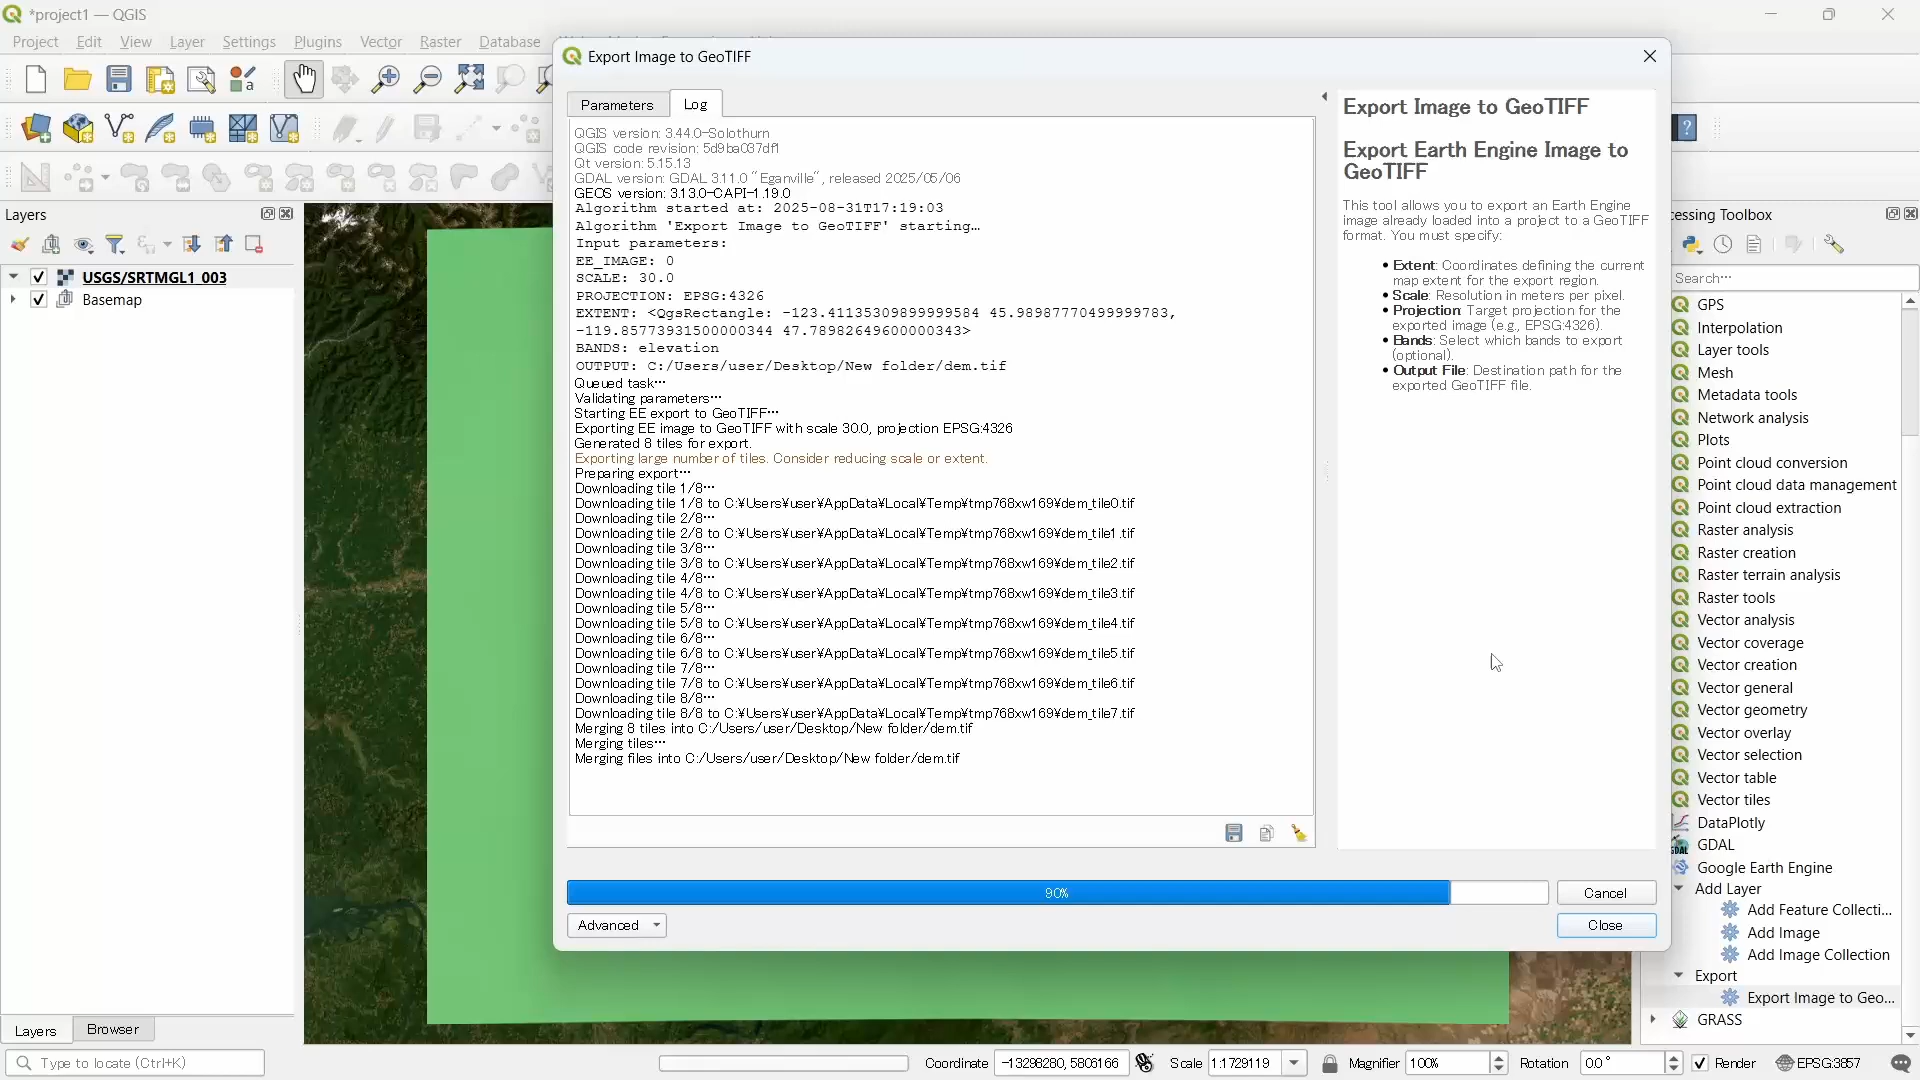 *project1 — QGIS
Project Edit View Layer Settings Plugins Vector Raster Database
Layers
USGS/SRTMGL1_003
Basemap
Layers
Browser
Type to locate (Ctrl+K)
Export Image to GeoTIFF
Parameters
Log
QGIS version: 3.44.0-Solothurn
QGIS code revision: 5d9ba037df1
Qt version: 5.15.13
GDAL version: GDAL 3.11.0 "Eganville", released 2025/05/06
GEOS version: 3.13.0-CAPI-1.19.0
Algorithm started at: 2025-08-31T17:19:03
Algorithm 'Export Image to GeoTIFF' starting…
Input parameters:
EE_IMAGE: 0
SCALE: 30.0
PROJECTION: EPSG:4326
EXTENT: <QgsRectangle: -123.41135309899999584 45.98987770499999783,
-119.85773931500000344 47.78982649600000343>
BANDS: elevation
OUTPUT: C:/Users/user/Desktop/New folder/dem.tif
Queued task…
Validating parameters…
Starting EE export to GeoTIFF…
Exporting EE image to GeoTIFF with scale 30.0, projection EPSG:4326
Generated 8 tiles for export.
Exporting large number of tiles. Consider reducing scale or extent.
Preparing export…
Downloading tile 1/8…
Downloading tile 1/8 to C:¥Users¥user¥AppData¥Local¥Temp¥tmp768xw169¥dem_tile0.tif
Downloading tile 2/8…
Downloading tile 2/8 to C:¥Users¥user¥AppData¥Local¥Temp¥tmp768xw169¥dem_tile1.tif
Downloading tile 3/8…
Downloading tile 3/8 to C:¥Users¥user¥AppData¥Local¥Temp¥tmp768xw169¥dem_tile2.tif
Downloading tile 4/8…
Downloading tile 4/8 to C:¥Users¥user¥AppData¥Local¥Temp¥tmp768xw169¥dem_tile3.tif
Downloading tile 5/8…
Downloading tile 5/8 to C:¥Users¥user¥AppData¥Local¥Temp¥tmp768xw169¥dem_tile4.tif
Downloading tile 6/8…
Downloading tile 6/8 to C:¥Users¥user¥AppData¥Local¥Temp¥tmp768xw169¥dem_tile5.tif
Downloading tile 7/8…
Downloading tile 7/8 to C:¥Users¥user¥AppData¥Local¥Temp¥tmp768xw169¥dem_tile6.tif
Downloading tile 8/8…
Downloading tile 8/8 to C:¥Users¥user¥AppData¥Local¥Temp¥tmp768xw169¥dem_tile7.tif
Merging 8 tiles into C:/Users/user/Desktop/New folder/dem.tif
Merging tiles…
Merging files into C:/Users/user/Desktop/New folder/dem.tif
90%
Cancel
Advanced
Close
Export Image to GeoTIFF
Export Earth Engine Image to
GeoTIFF
This tool allows you to export an Earth Engine
image already loaded into a project to a GeoTIFF
format. You must specify:
• Extent: Coordinates defining the current
map extent for the export region.
• Scale: Resolution in meters per pixel.
• Projection: Target projection for the
exported image (e.g., EPSG:4326).
• Bands: Select which bands to export
(optional).
• Output File: Destination path for the
exported GeoTIFF file.
cessing Toolbox
Search…
GPS
Interpolation
Layer tools
Mesh
Metadata tools
Network analysis
Plots
Point cloud conversion
Point cloud data management
Point cloud extraction
Raster analysis
Raster creation
Raster terrain analysis
Raster tools
Vector analysis
Vector coverage
Vector creation
Vector general
Vector geometry
Vector overlay
Vector selection
Vector table
Vector tiles
DataPlotly
GDAL
Google Earth Engine
Add Layer
Add Feature Collecti...
Add Image
Add Image Collection
Export
Export Image to Geo...
GRASS
Coordinate -13298280, 5806166 Scale 1:1729119 Magnifier 100% Rotation 0.0° Render EPSG:3857